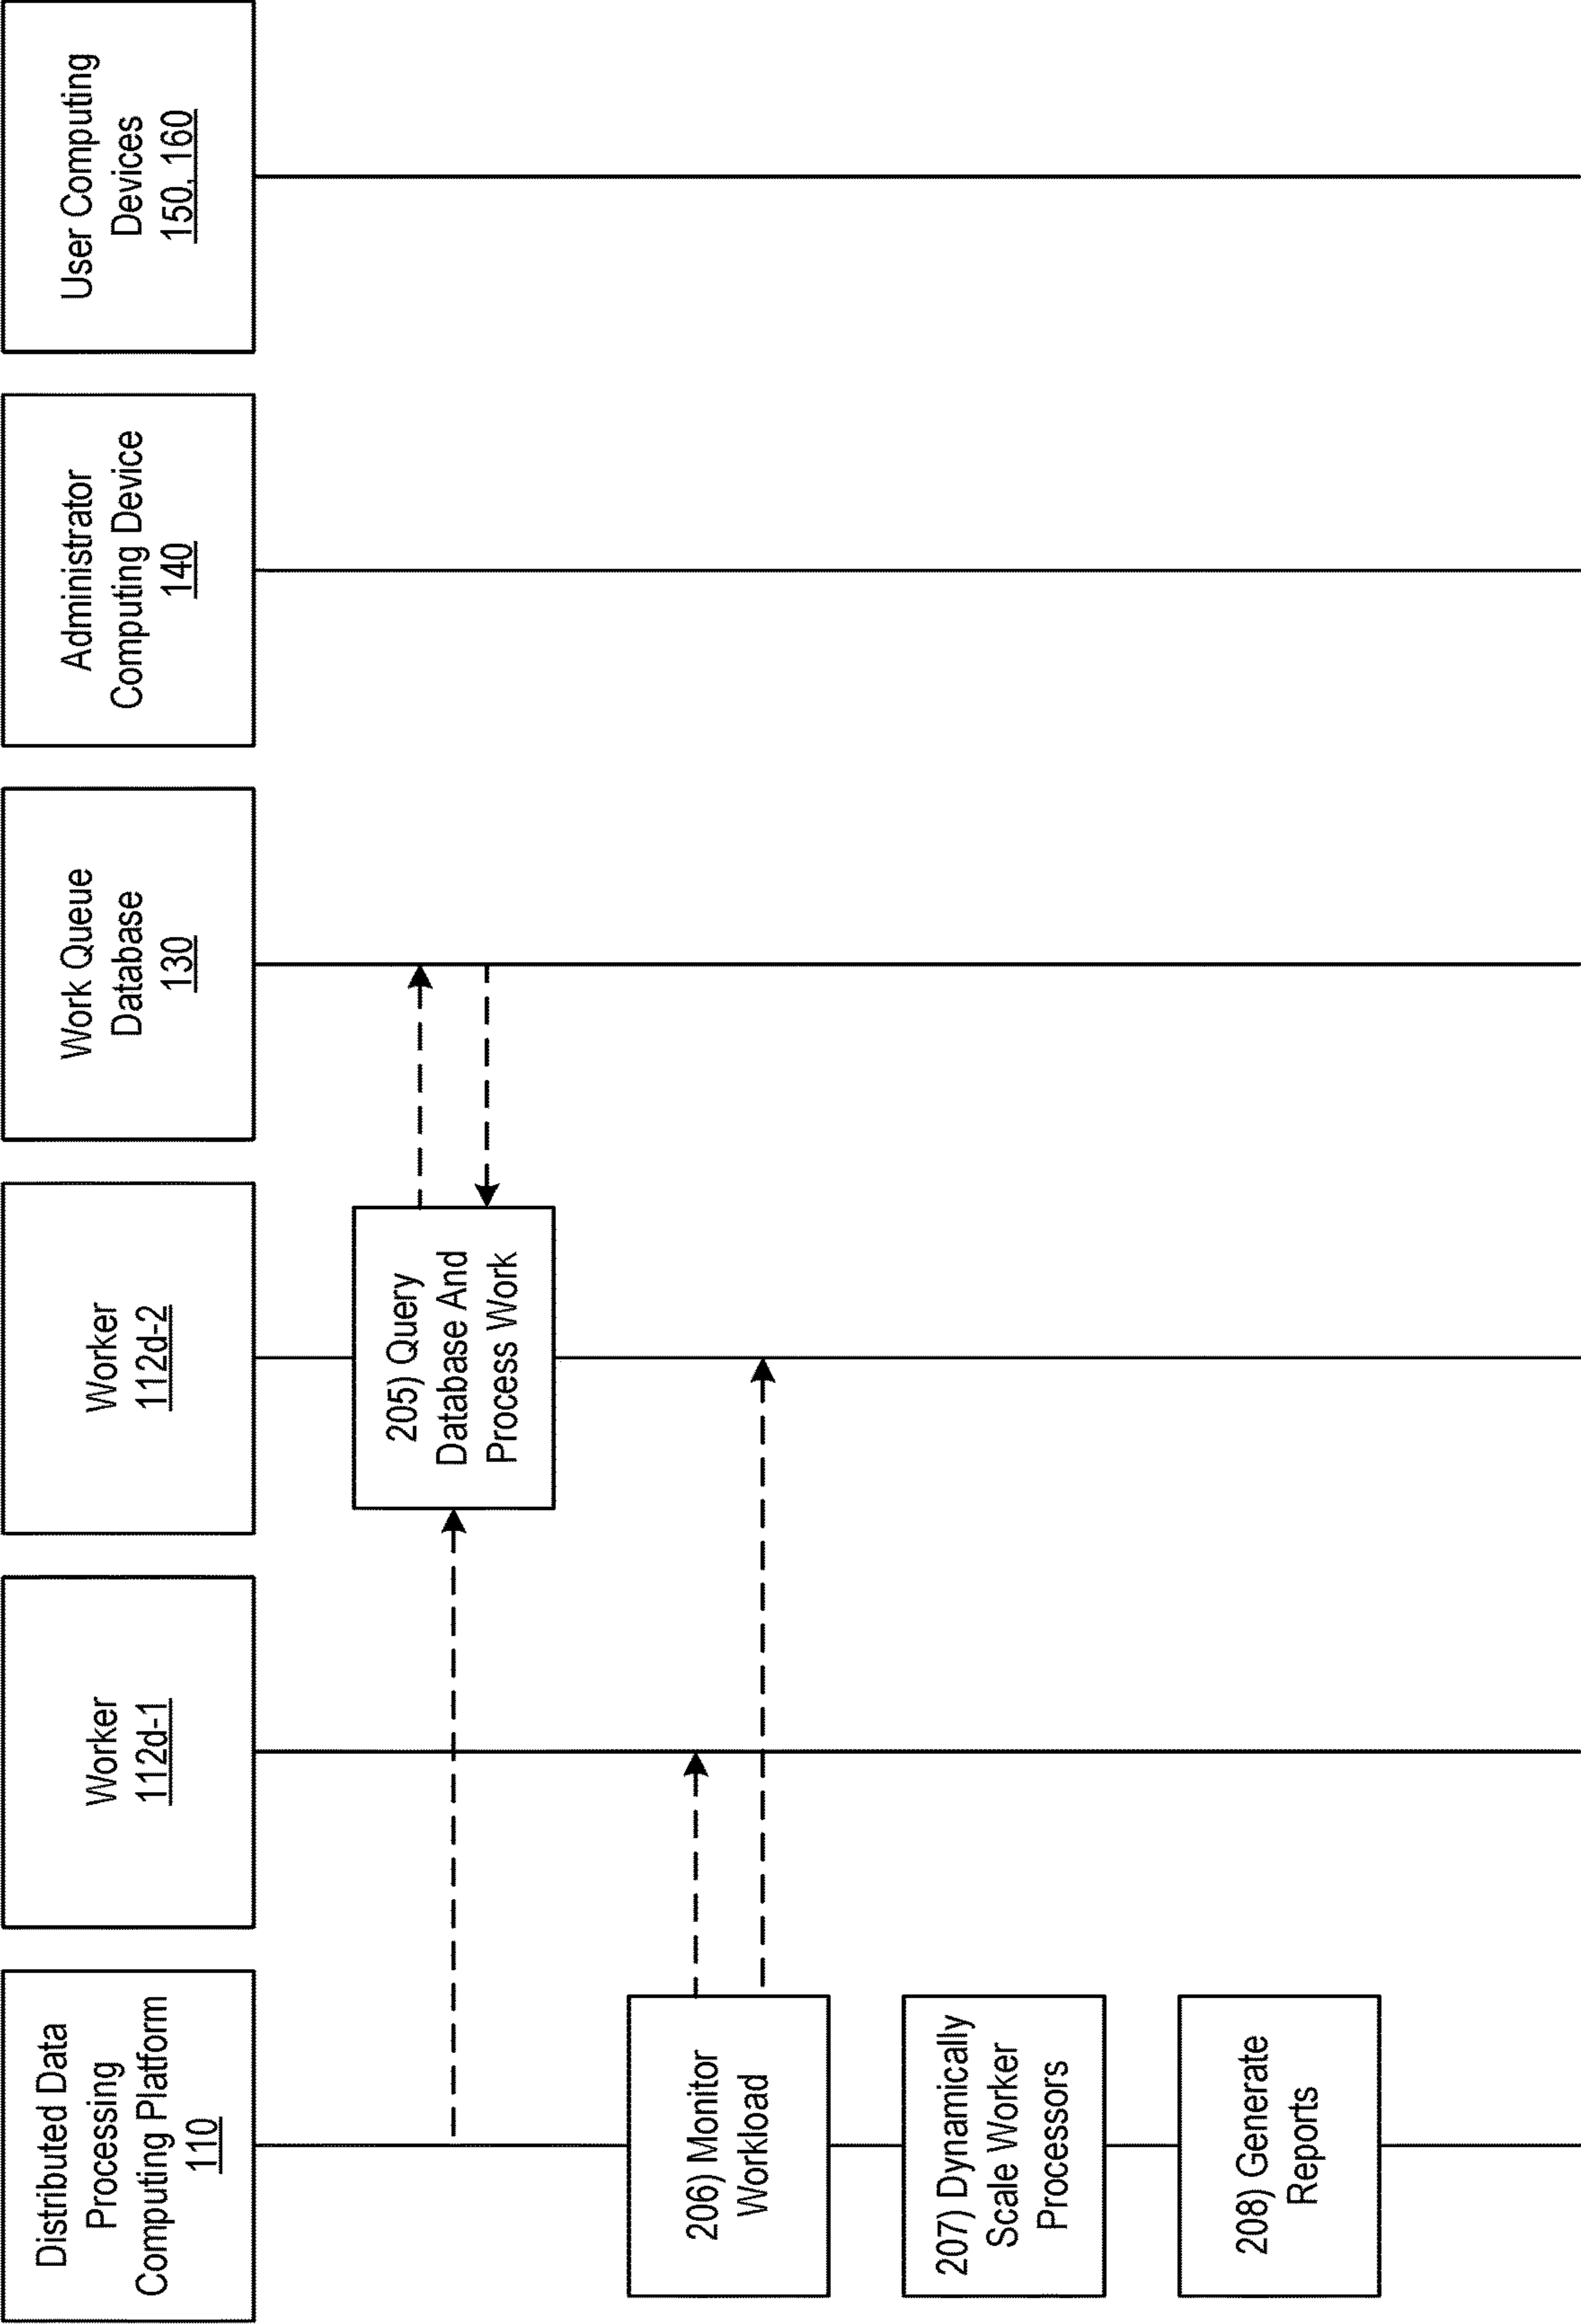 Distributed Data
Processing
Computing Platform
110
Worker
112d-1
Worker
112d-2
Work Queue
Database
130
Administrator
Computing Device
140
User Computing
Devices
150, 160
205) Query
Database And
Process Work
206) Monitor
Workload
207) Dynamically
Scale Worker
Processors
208) Generate
Reports